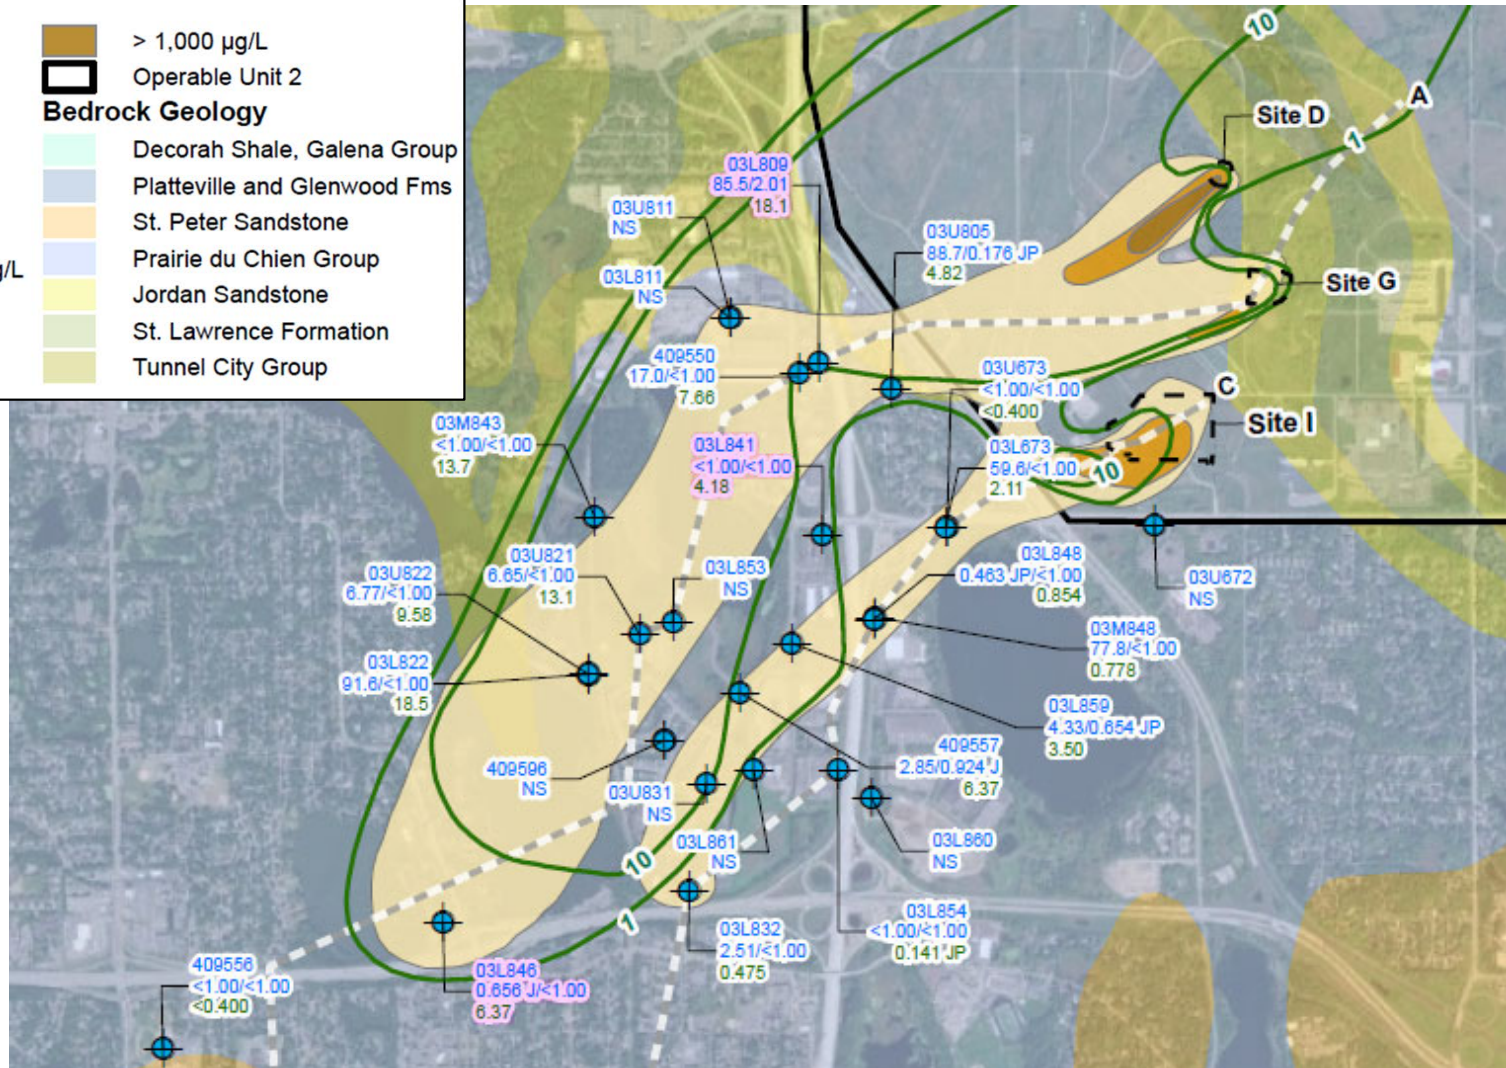 > 1,000 µg/L
Operable Unit 2
Bedrock Geology
Decorah Shale, Galena Group
Platteville and Glenwood Fms
St. Peter Sandstone
Prairie du Chien Group
g/L
Jordan Sandstone
St. Lawrence Formation
Tunnel City Group
10
A
Site D
1
03L809
85.5/2.01
18.1
03U811
NS
03U805
88.7/0.176 JP
4.82
03L811
NS
Site G
409550
17.0/<1.00
7.66
03U673
<1.00/<1.00
<0.400
C
Site I
03M843
<1.00/<1.00
13.7
03L841
<1.00/<1.00
4.18
03L673
59.6/<1.00
2.11
10
03U821
6.65/<1.00
13.1
03L853
NS
03L848
0.463 JP/<1.00
0.854
03U672
NS
03U822
6.77/<1.00
9.58
03M848
77.8/<1.00
0.778
03L822
91.6/<1.00
18.5
03L859
4.33/0.654 JP
3.50
409557
2.85/0.924 J
6.37
409596
NS
03U831
NS
03L861
NS
03L860
NS
10
1
03L854
<1.00/<1.00
0.141 JP
03L832
2.51/<1.00
0.475
409556
<1.00/<1.00
<0.400
03L846
0.656 J/<1.00
6.37